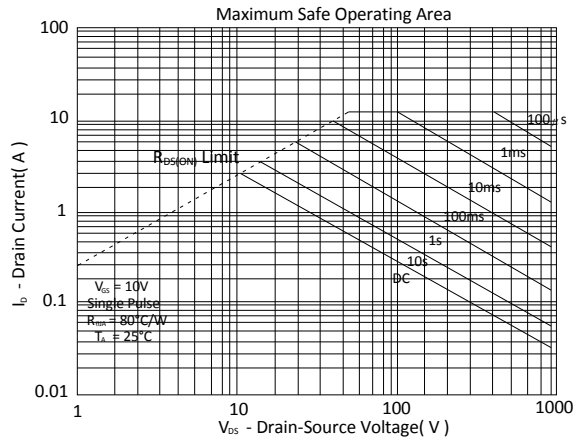 Maximum Safe Operating Area
100
10
1
0.1
0.01
I_D - Drain Current( A )
R_DS(ON) Limit
100µs
1ms
10ms
100ms
1s
10s
DC
V_GS = 10V
Single Pulse
R_θJA = 80°C/W
T_A = 25°C
1
10
100
1000
V_DS - Drain-Source Voltage( V )